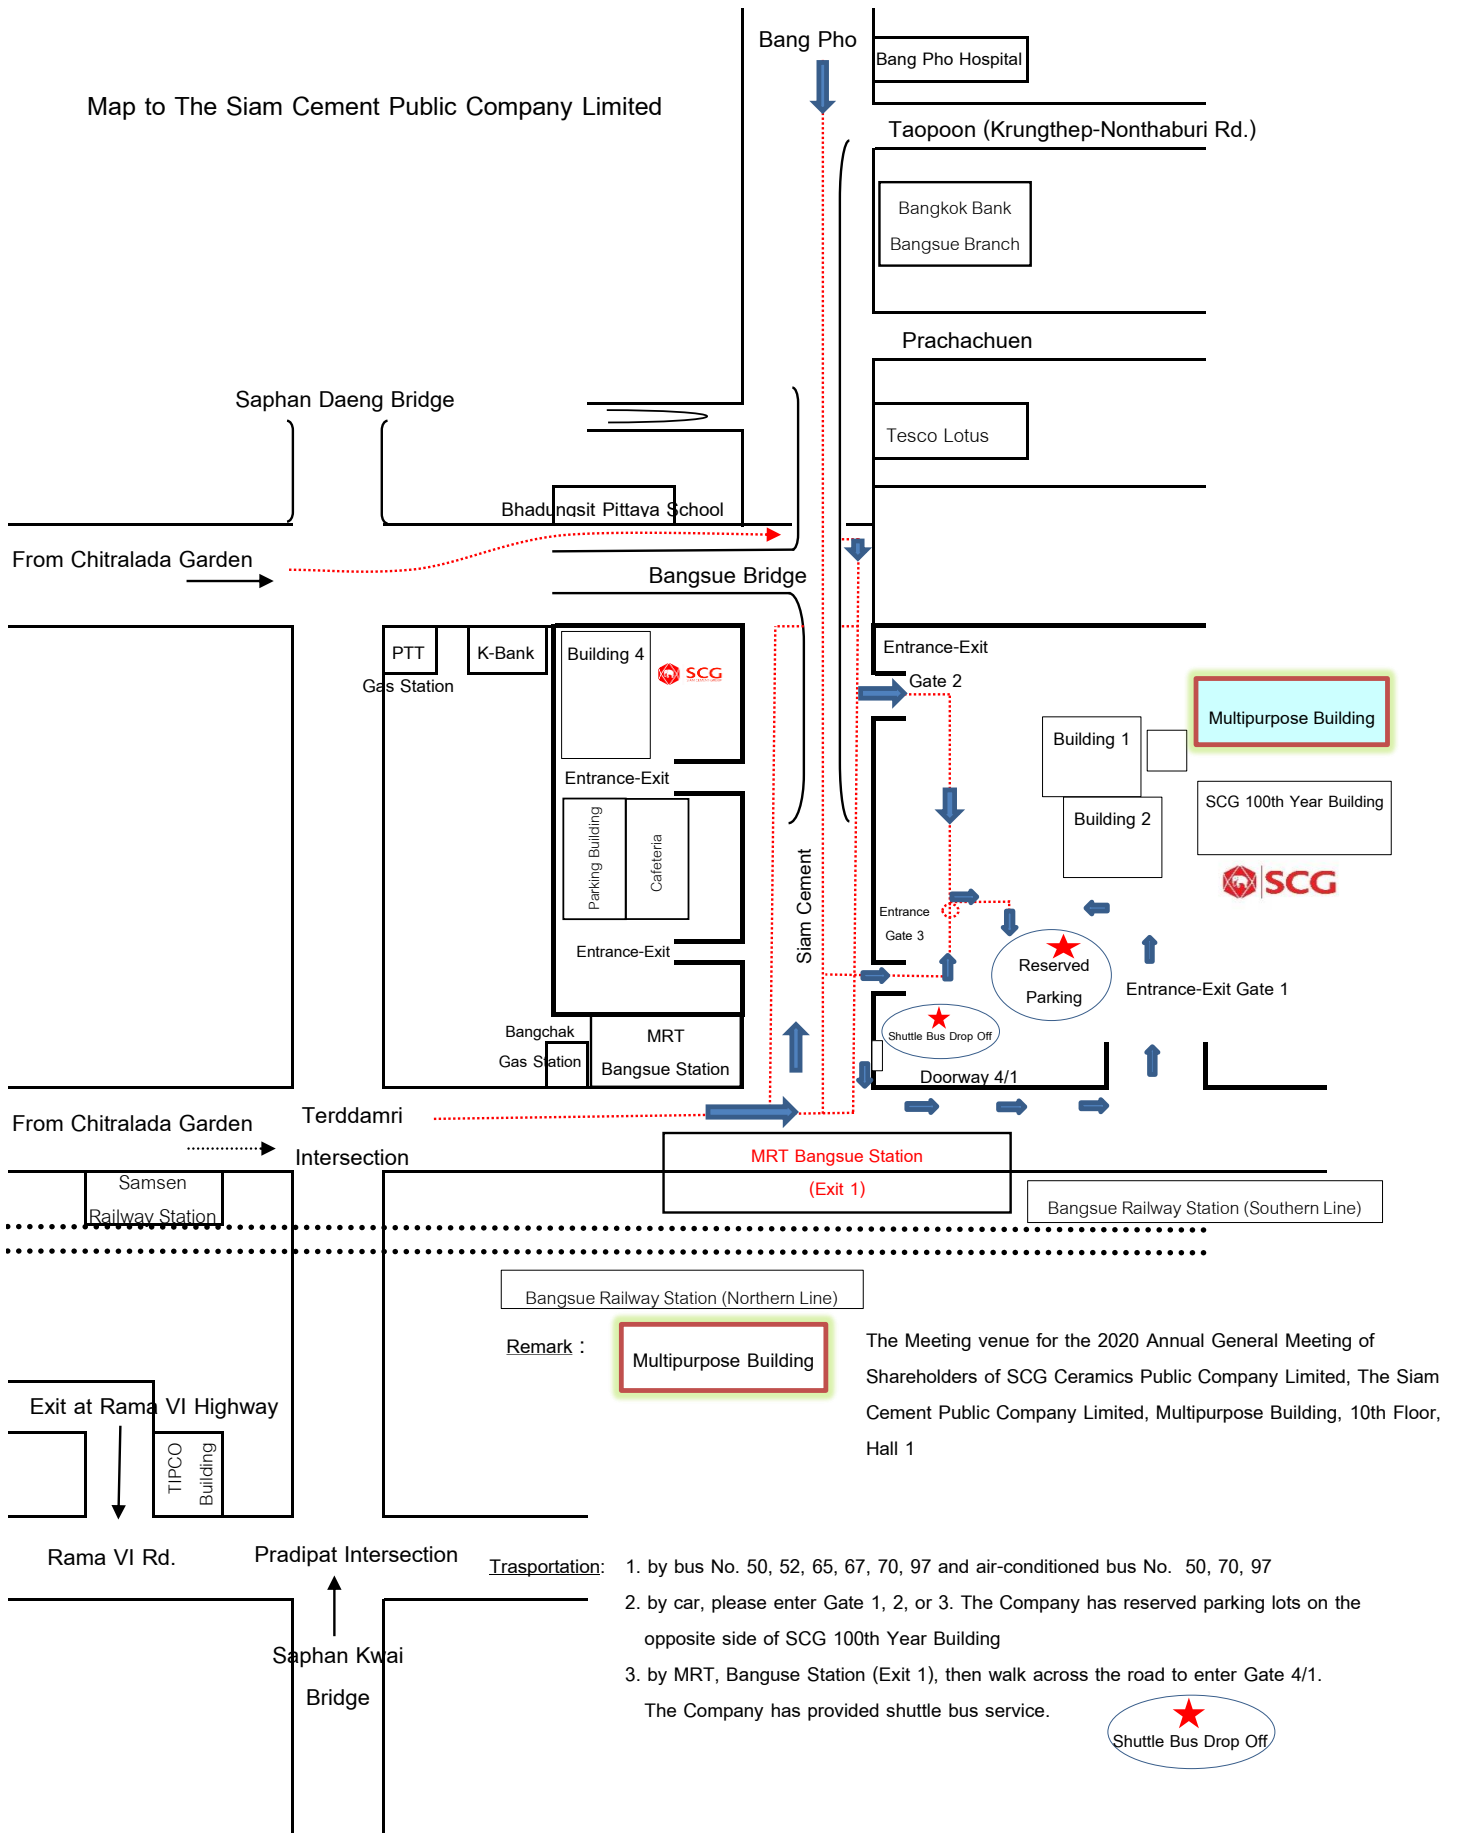 Bang Pho
Bang Pho Hospital
Map to The Siam Cement Public Company Limited
Taopoon (Krungthep-Nonthaburi Rd.)
Bangkok Bank
Bangsue Branch
Prachachuen
Saphan Daeng Bridge
Tesco Lotus
Bhadungsit Pittaya School
From Chitralada Garden
Bangsue Bridge
PTT
Gas Station
K-Bank
Building 4
SCG
Entrance-Exit
Gate 2
Multipurpose Building
Building 1
Entrance-Exit
Building 2
SCG 100th Year Building
Parking Building
Cafeteria
Siam Cement
SCG
Entrance
Gate 3
Entrance-Exit
Reserved
Parking
Entrance-Exit Gate 1
Bangchak
Gas Station
MRT
Bangsue Station
Shuttle Bus Drop Off
Doorway 4/1
From Chitralada Garden
Terddamri
Intersection
MRT Bangsue Station
(Exit 1)
Samsen
Railway Station
Bangsue Railway Station (Southern Line)
Bangsue Railway Station (Northern Line)
Remark :
Multipurpose Building
The Meeting venue for the 2020 Annual General Meeting of
Shareholders of SCG Ceramics Public Company Limited, The Siam
Cement Public Company Limited, Multipurpose Building, 10th Floor,
Hall 1
Exit at Rama VI Highway
TIPCO
Building
Rama VI Rd.
Pradipat Intersection
Trasportation: 1. by bus No. 50, 52, 65, 67, 70, 97 and air-conditioned bus No. 50, 70, 97
2. by car, please enter Gate 1, 2, or 3. The Company has reserved parking lots on the
opposite side of SCG 100th Year Building
3. by MRT, Banguse Station (Exit 1), then walk across the road to enter Gate 4/1.
The Company has provided shuttle bus service.
Saphan Kwai
Bridge
Shuttle Bus Drop Off